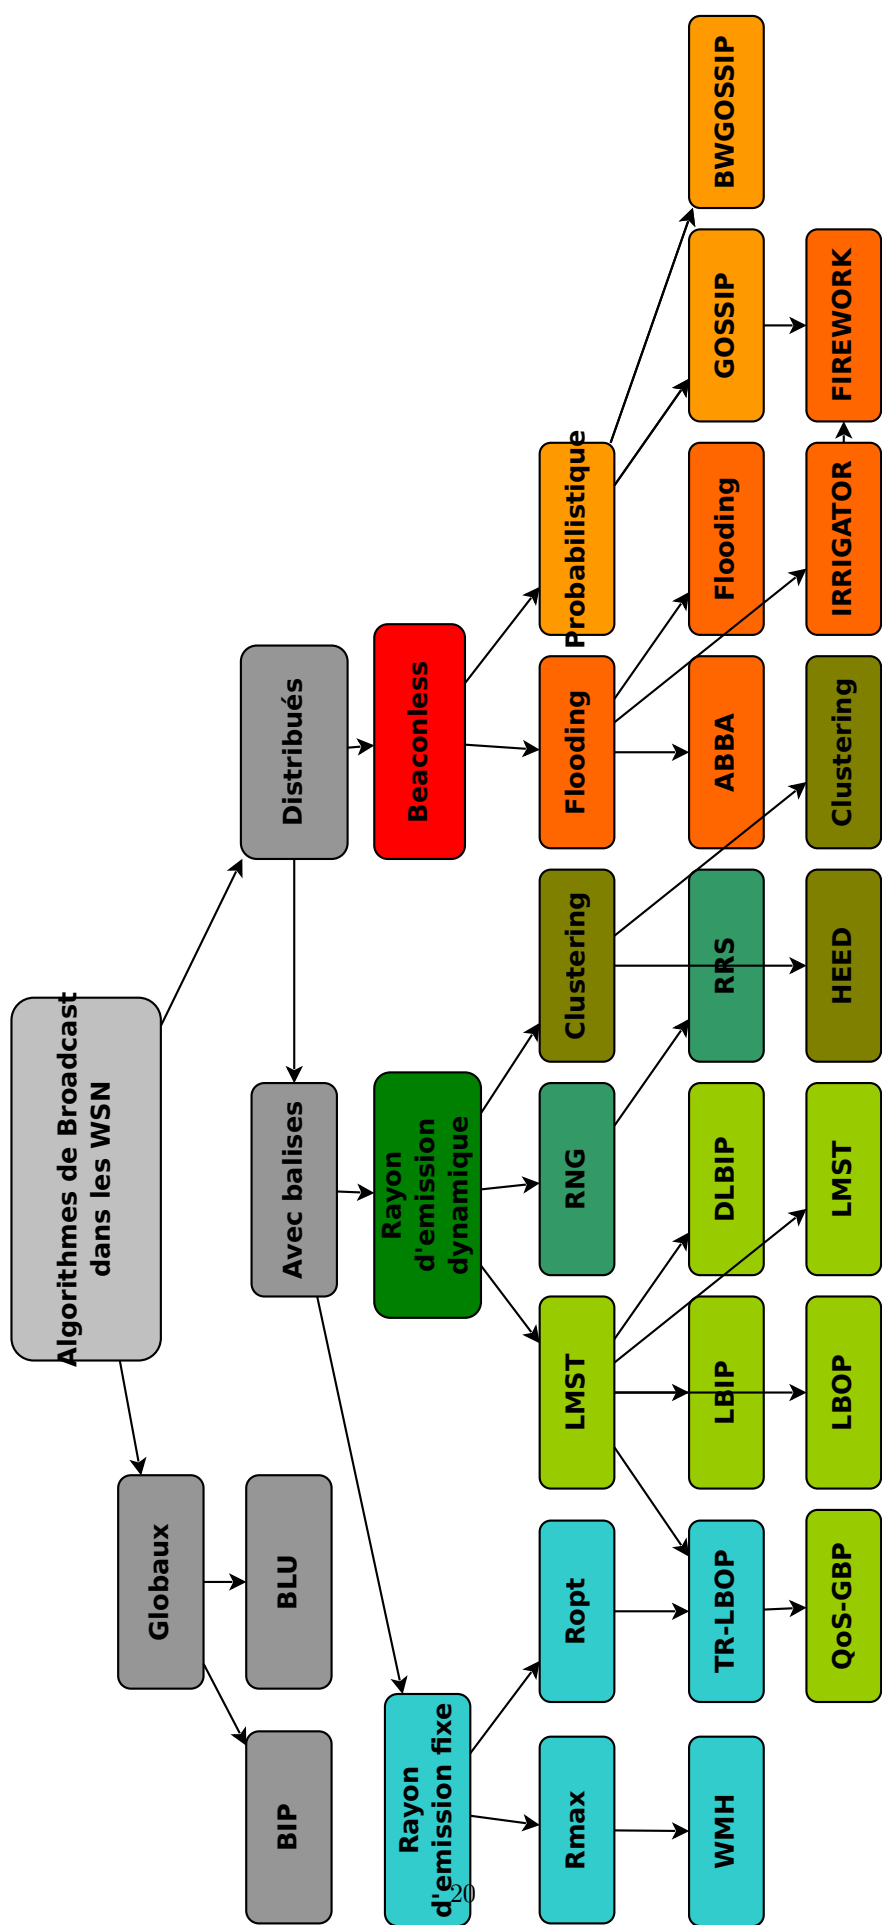 Algorithmes de Broadcast
dans les WSN
Globaux
Distribués
BIP
BLU
Avec balises
Beaconless
Rayon
d'emission fixe
Rayon
d'emission
dynamique
Rmax
Ropt
LMST
RNG
Clustering
Flooding
Probabilistique
WMH
TR-LBOP
LBIP
DLBIP
RRS
ABBA
Flooding
GOSSIP
BWGOSSIP
QoS-GBP
LBOP
LMST
HEED
Clustering
IRRIGATOR
FIREWORK
20